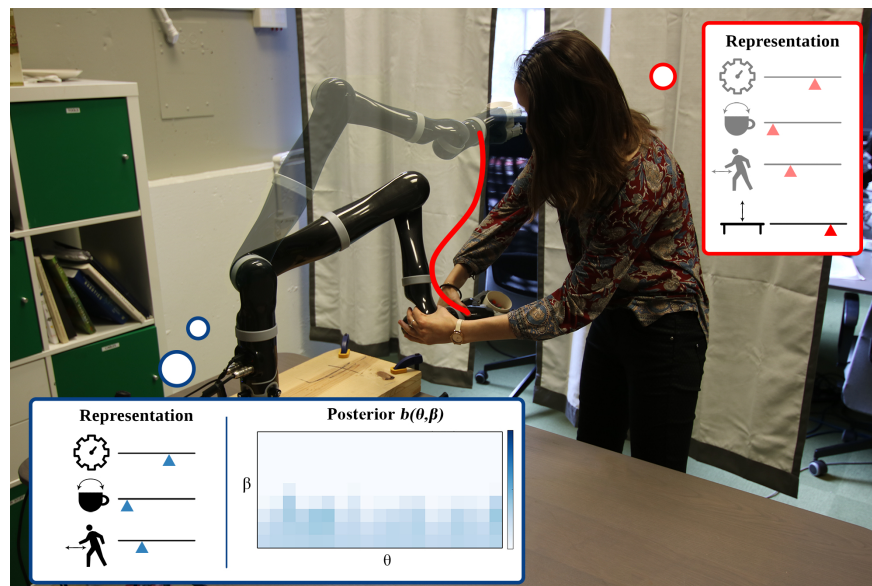 Representation
Representation
Posterior b(θ,β)
β
θ